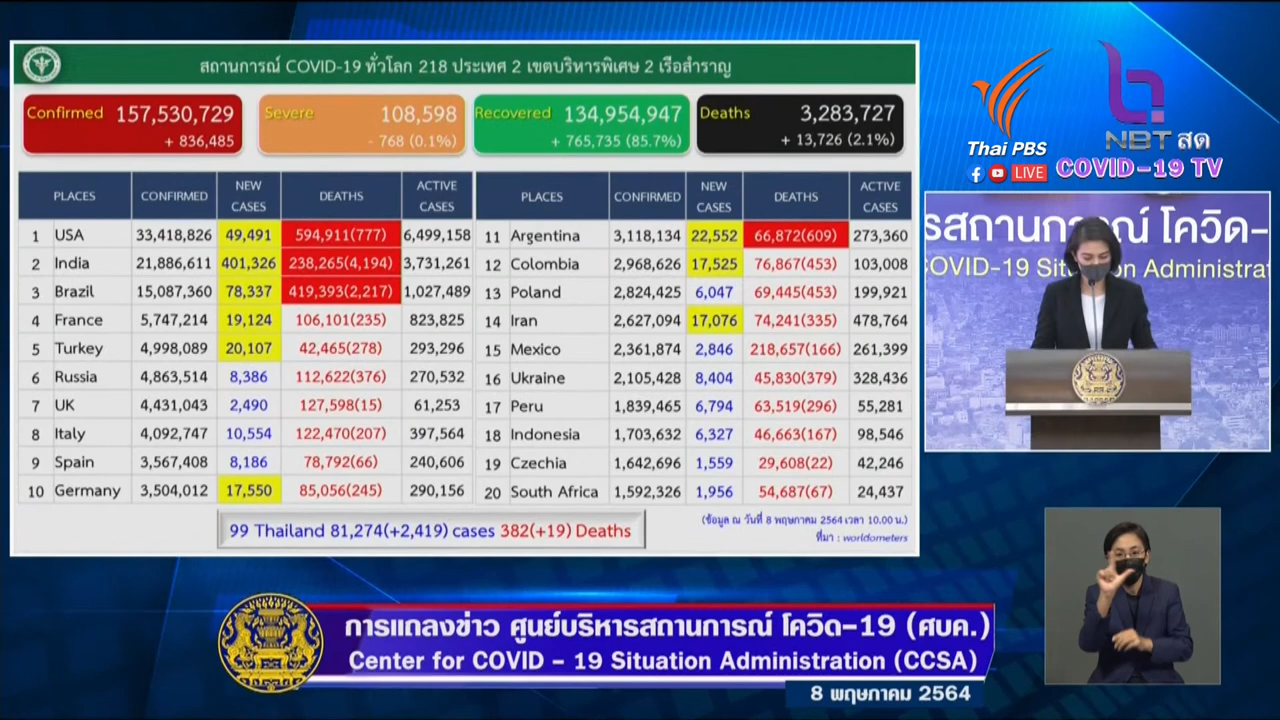 สถานการณ์ COVID-19 ทั่วโลก 218 ประเทศ 2 เขตบริหารพิเศษ 2 เรือสำราญ
Confirmed 157,530,729
+ 836,485
Severe 108,598
- 768 (0.1%)
Recovered 134,954,947
+ 765,735 (85.7%)
Deaths 3,283,727
+ 13,726 (2.1%)
PLACES CONFIRMED NEW CASES DEATHS ACTIVE CASES
1 USA 33,418,826 49,491 594,911(777) 6,499,158
2 India 21,886,611 401,326 238,265(4,194) 3,731,261
3 Brazil 15,087,360 78,337 419,393(2,217) 1,027,489
4 France 5,747,214 19,124 106,101(235) 823,825
5 Turkey 4,998,089 20,107 42,465(278) 293,296
6 Russia 4,863,514 8,386 112,622(376) 270,532
7 UK 4,431,043 2,490 127,598(15) 61,253
8 Italy 4,092,747 10,554 122,470(207) 397,564
9 Spain 3,567,408 8,186 78,792(66) 240,606
10 Germany 3,504,012 17,550 85,056(245) 290,156
PLACES CONFIRMED NEW CASES DEATHS ACTIVE CASES
11 Argentina 3,118,134 22,552 66,872(609) 273,360
12 Colombia 2,968,626 17,525 76,867(453) 103,008
13 Poland 2,824,425 6,047 69,445(453) 199,921
14 Iran 2,627,094 17,076 74,241(335) 478,764
15 Mexico 2,361,874 2,846 218,657(166) 261,399
16 Ukraine 2,105,428 8,404 45,830(379) 328,436
17 Peru 1,839,465 6,794 63,519(296) 55,281
18 Indonesia 1,703,632 6,327 46,663(167) 98,546
19 Czechia 1,642,696 1,559 29,608(22) 42,246
20 South Africa 1,592,326 1,956 54,687(67) 24,437
99 Thailand 81,274(+2,419) cases 382(+19) Deaths
(ข้อมูล ณ วันที่ 8 พฤษภาคม 2564 เวลา 10.00 น.)
ที่มา : worldometers
Thai PBS
LIVE
NBT สด
COVID-19 TV
รสถานการณ์ โควิด-
COVID-19 Situation Administrat
การแถลงข่าว ศูนย์บริหารสถานการณ์ โควิด-19 (ศบค.)
Center for COVID - 19 Situation Administration (CCSA)
8 พฤษภาคม 2564